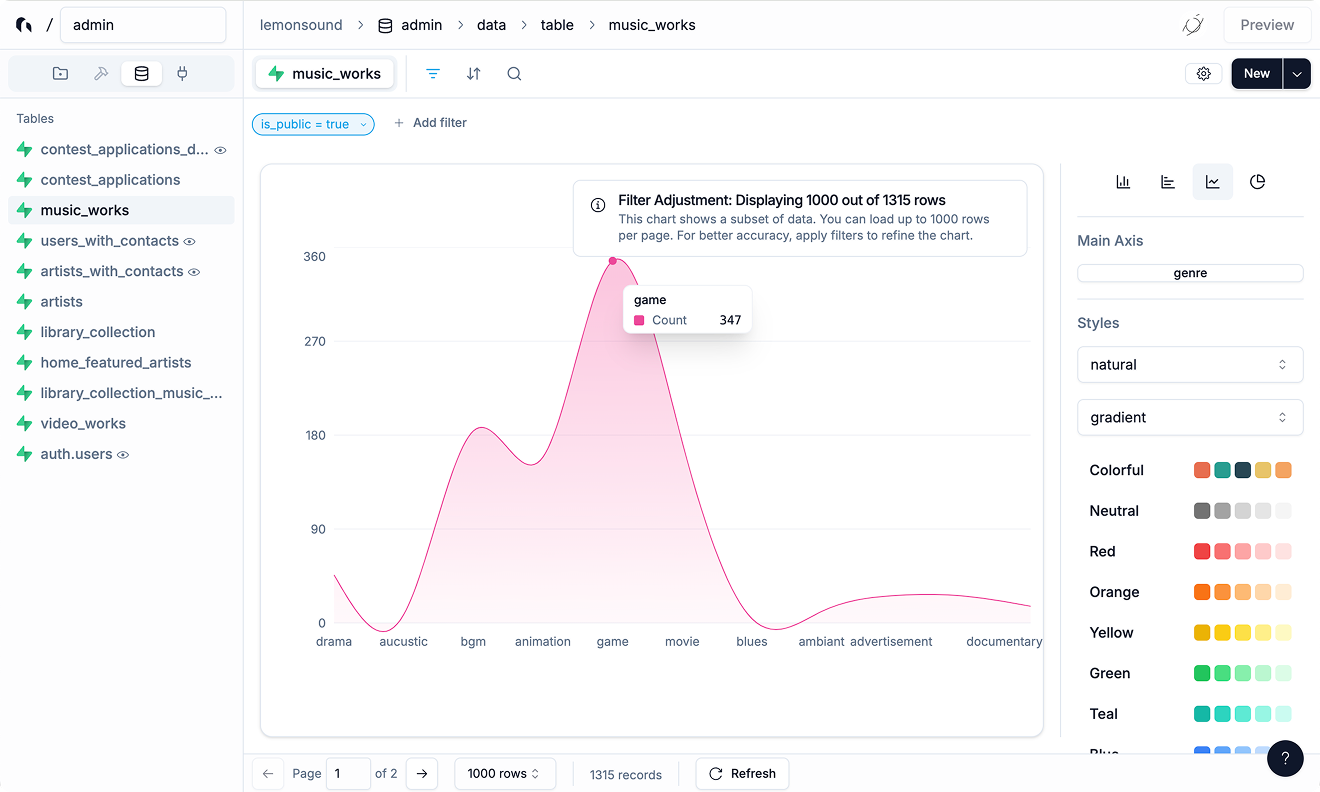 / admin
lemonsound > admin > data > table > music_works
Preview
music_works
New
Tables
contest_applications_d...
contest_applications
music_works
users_with_contacts
artists_with_contacts
artists
library_collection
home_featured_artists
library_collection_music_...
video_works
auth.users
is_public = true
+ Add filter
Filter Adjustment: Displaying 1000 out of 1315 rows
This chart shows a subset of data. You can load up to 1000 rows
per page. For better accuracy, apply filters to refine the chart.
360
270
180
90
0
game
Count 347
drama aucustic bgm animation game movie blues ambiant advertisement documentary
Main Axis
genre
Styles
natural
gradient
Colorful
Neutral
Red
Orange
Yellow
Green
Teal
Blue
?
Page 1 of 2
1000 rows
1315 records
Refresh